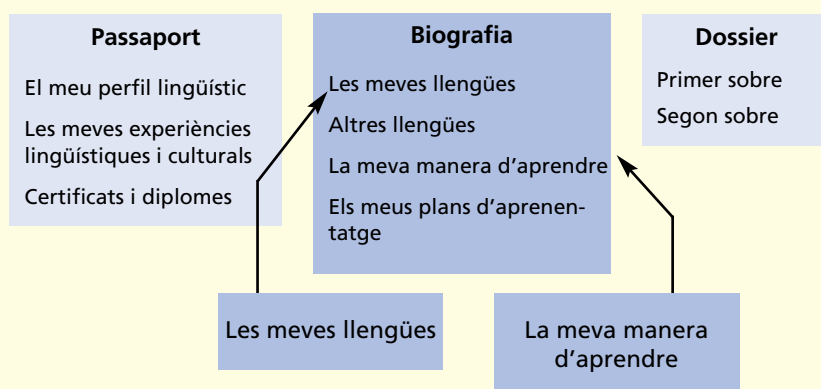 Passaport
El meu perfil lingüístic
Les meves experiències
lingüístiques i culturals
Certificats i diplomes
Biografia
Les meves llengües
Altres llengües
La meva manera d'aprendre
Els meus plans d'aprenen-
tatge
Dossier
Primer sobre
Segon sobre
Les meves llengües
La meva manera
d'aprendre